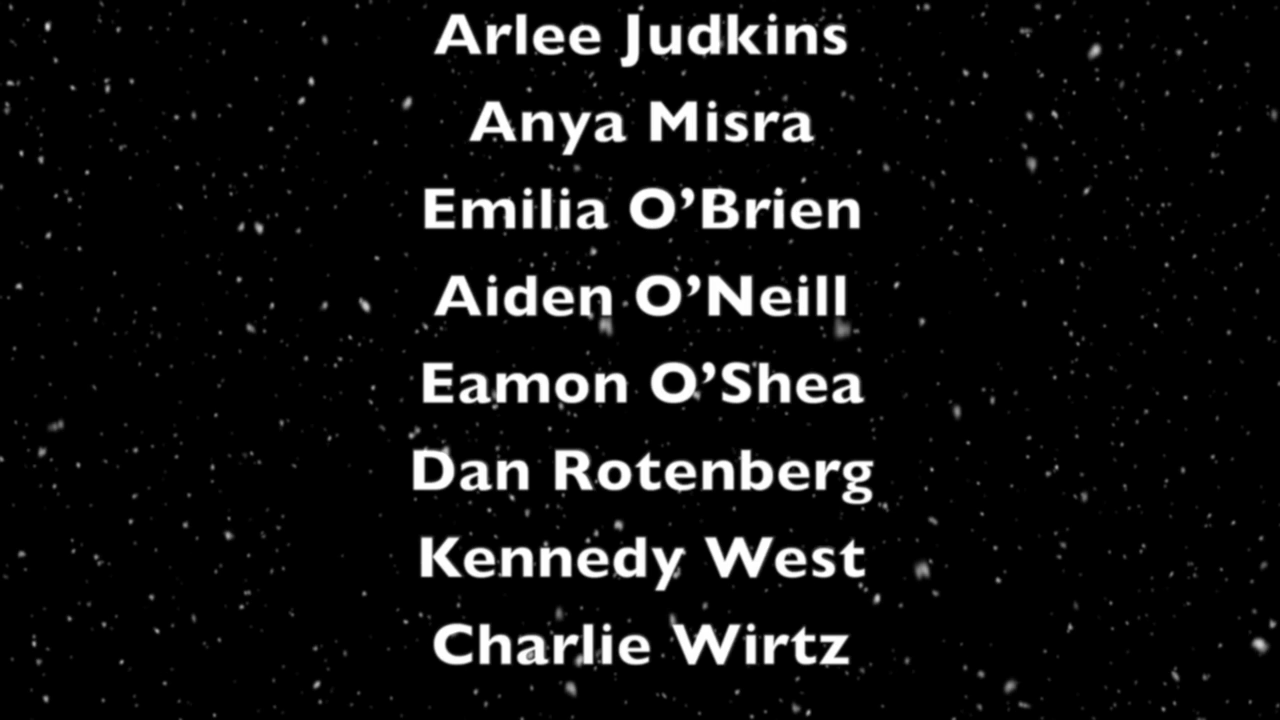 Arlee Judkins
Anya Misra
Emilia O’Brien
Aiden O’Neill
Eamon O’Shea
Dan Rotenberg
Kennedy West
Charlie Wirtz